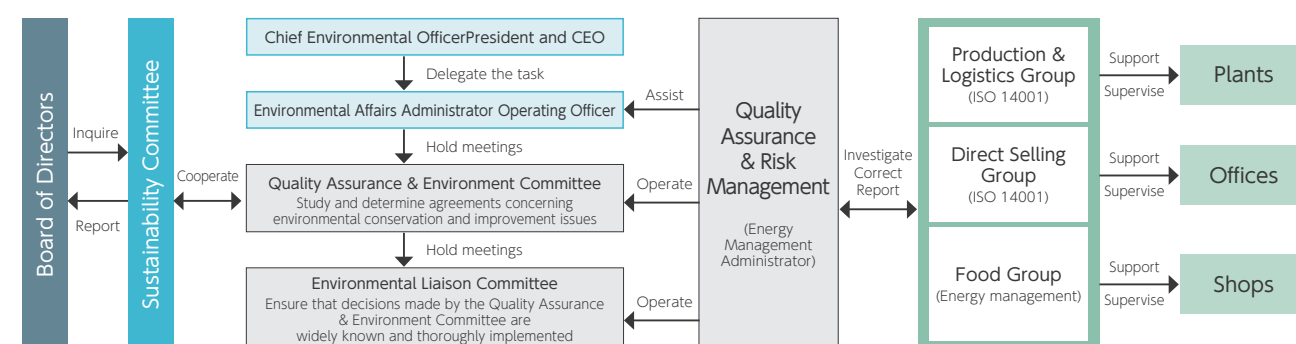 Board of Directors
Inquire
Report
Sustainability Committee
Cooperate
Chief Environmental OfficerPresident and CEO
Delegate the task
Environmental Affairs Administrator Operating Officer
Hold meetings
Quality Assurance & Environment Committee
Study and determine agreements concerning
environmental conservation and improvement issues
Hold meetings
Environmental Liaison Committee
Ensure that decisions made by the Quality Assurance
& Environment Committee are
widely known and thoroughly implemented
Assist
Operate
Operate
Quality
Assurance
& Risk
Management
(Energy
Management
Administrator)
Investigate
Correct
Report
Production &
Logistics Group
(ISO 14001)
Support
Supervise
Plants
Direct Selling
Group
(ISO 14001)
Support
Supervise
Offices
Food Group
(Energy management)
Support
Supervise
Shops